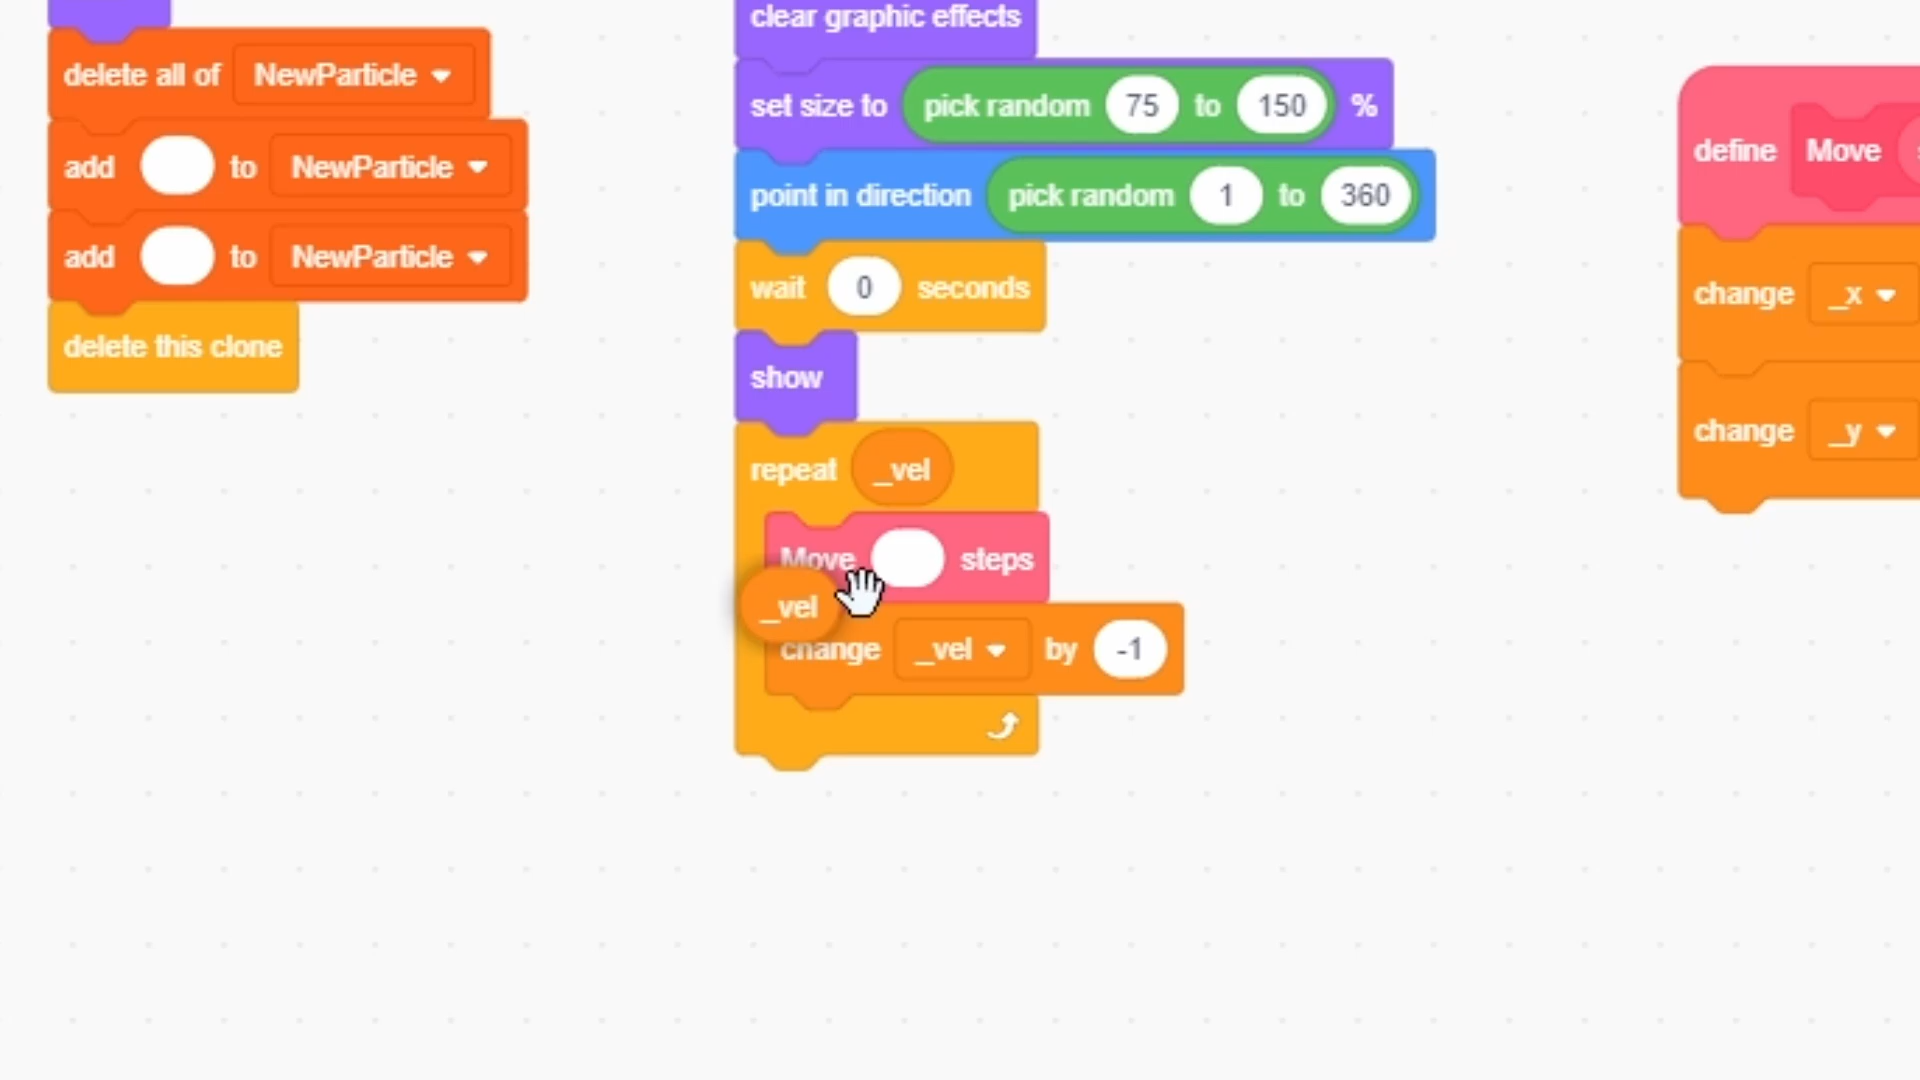 delete all of NewParticle
add to NewParticle
add to NewParticle
delete this clone
clear graphic effects
set size to pick random 75 to 150 %
point in direction pick random 1 to 360
wait 0 seconds
show
repeat _vel
Move steps
_vel
change _vel by -1
define Move
change _x
change _y